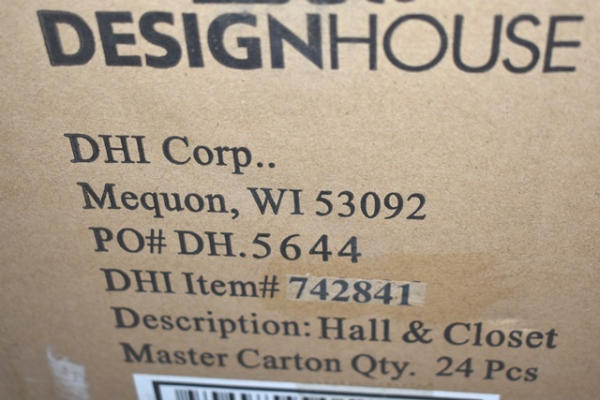 DESIGNHOUSE
DHI Corp..
Mequon, WI 53092
PO# DH.5644
DHI Item# 742841
Description: Hall & Closet
Master Carton Qty. 24 Pcs